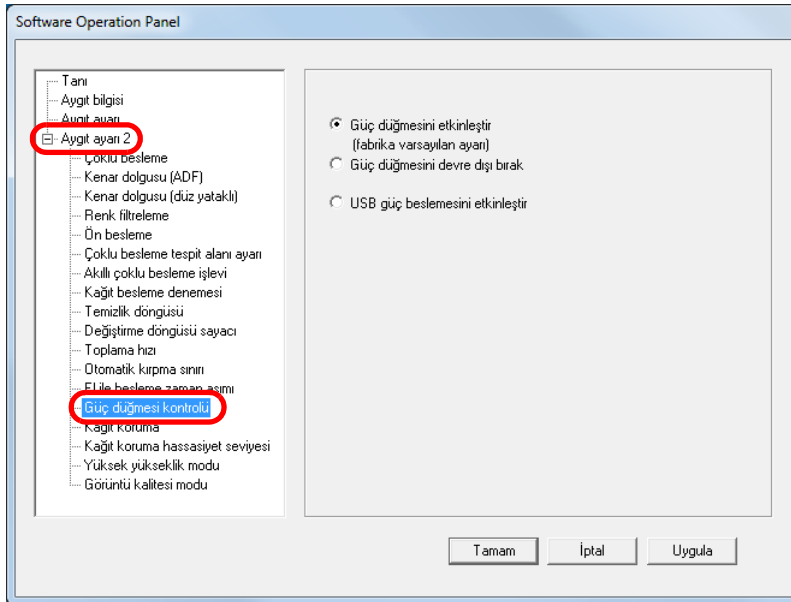 Software Operation Panel
Tanı
Aygıt bilgisi
Aygıt ayarı
Aygıt ayarı 2
Çoklu besleme
Kenar dolgusu (ADF)
Kenar dolgusu (düz yataklı)
Renk filtreleme
Ön besleme
Çoklu besleme tespit alanı ayarı
Akıllı çoklu besleme işlevi
Kağıt besleme denemesi
Temizlik döngüsü
Değiştirme döngüsü sayacı
Toplama hızı
Otomatik kırpma sınırı
El ile besleme zaman aşımı
Güç düğmesi kontrolü
Kağıt koruma
Kağıt koruma hassasiyet seviyesi
Yüksek yükseklik modu
Görüntü kalitesi modu
Güç düğmesini etkinleştir
(fabrika varsayılan ayarı)
Güç düğmesini devre dışı bırak
USB güç beslemesini etkinleştir
Tamam
İptal
Uygula